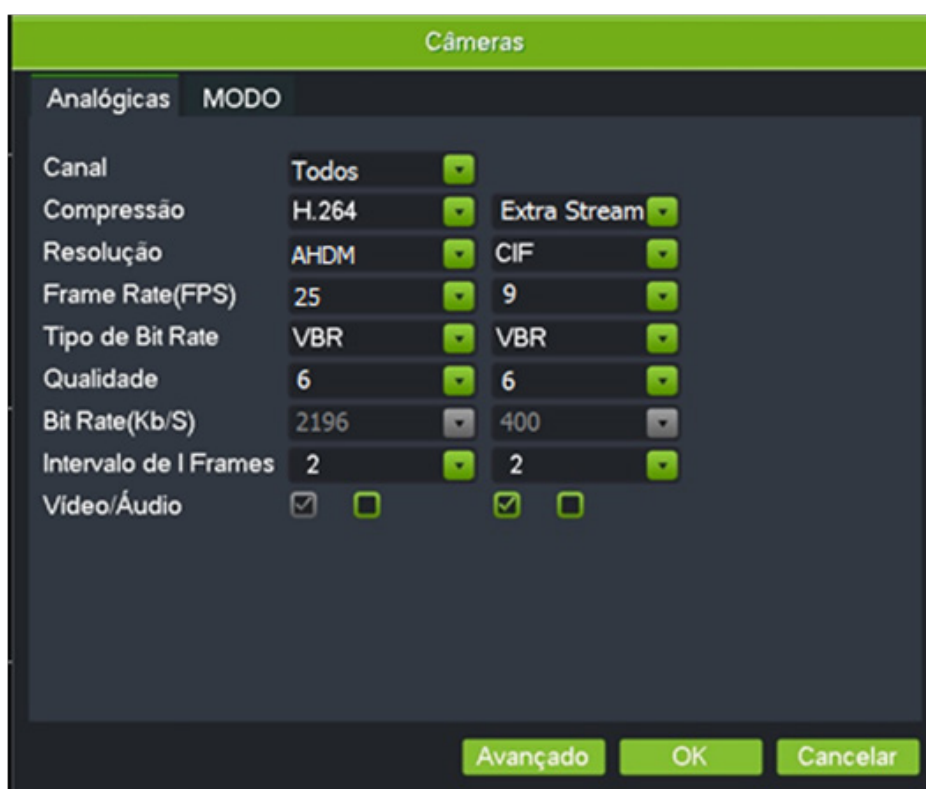 Câmeras
Analógicas MODO
Canal Todos
Compressão H.264 Extra Stream
Resolução AHDM CIF
Frame Rate(FPS) 25 9
Tipo de Bit Rate VBR VBR
Qualidade 6 6
Bit Rate(Kb/S) 2196 400
Intervalo de I Frames 2 2
Vídeo/Áudio
Avançado OK Cancelar